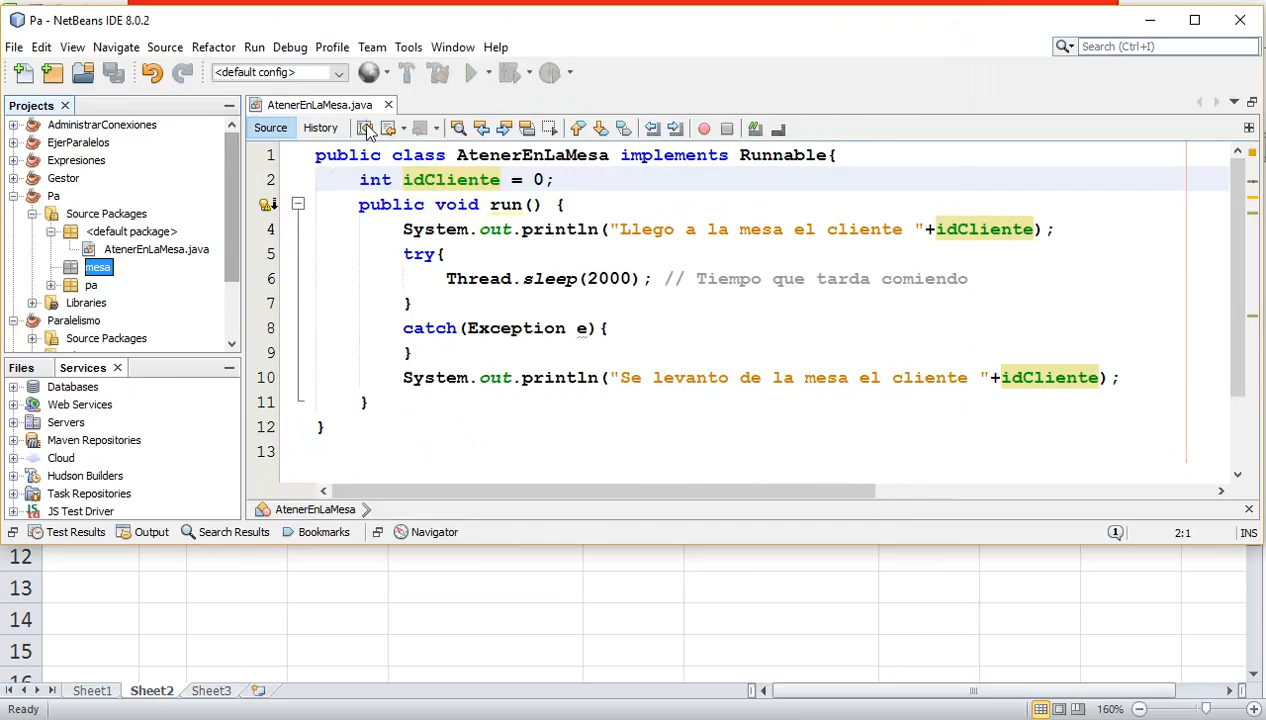 Pa - NetBeans IDE 8.0.2
File Edit View Navigate Source Refactor Run Debug Profile Team Tools Window Help
Search (Ctrl+I)
<default config>
Projects
AtenerEnLaMesa.java
Source History
AdministrarConexiones
EjerParalelos
Expresiones
Gestor
Pa
Source Packages
<default package>
AtenerEnLaMesa.java
mesa
pa
Libraries
Paralelismo
Source Packages
Files Services
Databases
Web Services
Servers
Maven Repositories
Cloud
Hudson Builders
Task Repositories
JS Test Driver
1 public class AtenerEnLaMesa implements Runnable{
2 int idCliente = 0;
public void run() {
4 System.out.println("Llego a la mesa el cliente "+idCliente);
5 try{
6 Thread.sleep(2000); // Tiempo que tarda comiendo
7 }
8 catch(Exception e){
9 }
10 System.out.println("Se levanto de la mesa el cliente "+idCliente);
11 }
12 }
13
AtenerEnLaMesa
Test Results Output Search Results Bookmarks Navigator
1 2:1 INS
12
13
14
15
Sheet1 Sheet2 Sheet3
Ready 160%